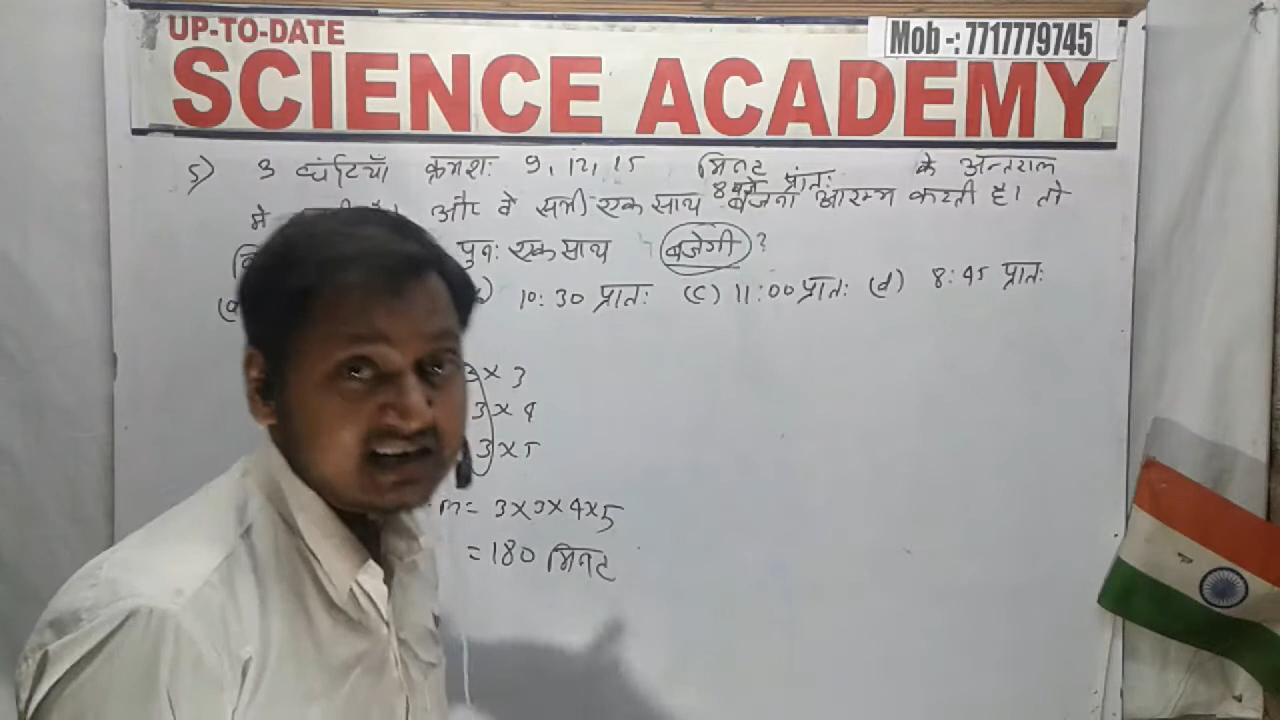 UP-TO-DATE
Mob -: 7717779745
SCIENCE ACADEMY
5) 3 घंटियाँ क्रमशः 9, 12, 15 मिनट के अन्तराल
8 बजे प्रातः
मे और वे सभी एक साथ बजना आरम्भ करती है। तो
पुनः एक साथ बजेगी ?
10:30 प्रातः (c) 11:00 प्रातः (d) 8:45 प्रातः
3 × 3
3 × 4
3 × 5
m = 3×3×4×5
= 180 मिनट